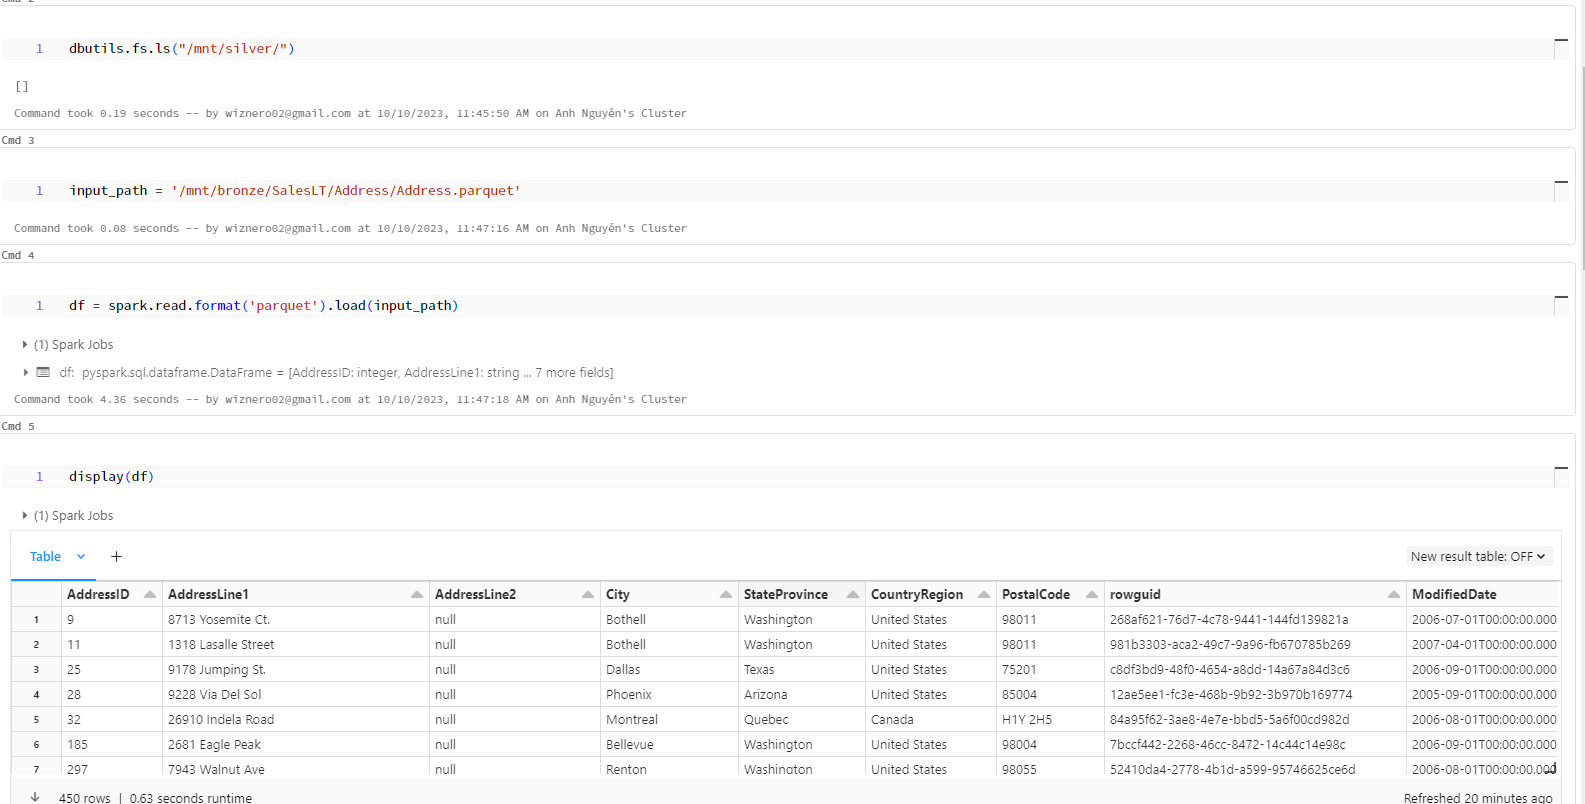 1 dbutils.fs.ls("/mnt/silver/")
[]
Command took 0.19 seconds -- by wiznero02@gmail.com at 10/10/2023, 11:45:50 AM on Anh Nguyễn's Cluster
Cmd 3
1 input_path = '/mnt/bronze/SalesLT/Address/Address.parquet'
Command took 0.08 seconds -- by wiznero02@gmail.com at 10/10/2023, 11:47:16 AM on Anh Nguyễn's Cluster
Cmd 4
1 df = spark.read.format('parquet').load(input_path)
(1) Spark Jobs
df: pyspark.sql.dataframe.DataFrame = [AddressID: integer, AddressLine1: string ... 7 more fields]
Command took 4.36 seconds -- by wiznero02@gmail.com at 10/10/2023, 11:47:18 AM on Anh Nguyễn's Cluster
Cmd 5
1 display(df)
(1) Spark Jobs
Table + New result table: OFF
AddressID AddressLine1 AddressLine2 City StateProvince CountryRegion PostalCode rowguid ModifiedDate
1 9 8713 Yosemite Ct. null Bothell Washington United States 98011 268af621-76d7-4c78-9441-144fd139821a 2006-07-01T00:00:00.000
2 11 1318 Lasalle Street null Bothell Washington United States 98011 981b3303-aca2-49c7-9a96-fb670785b269 2007-04-01T00:00:00.000
3 25 9178 Jumping St. null Dallas Texas United States 75201 c8df3bd9-48f0-4654-a8dd-14a67a84d3c6 2006-09-01T00:00:00.000
4 28 9228 Via Del Sol null Phoenix Arizona United States 85004 12ae5ee1-fc3e-468b-9b92-3b970b169774 2005-09-01T00:00:00.000
5 32 26910 Indela Road null Montreal Quebec Canada H1Y 2H5 84a95f62-3ae8-4e7e-bbd5-5a6f00cd982d 2006-08-01T00:00:00.000
6 185 2681 Eagle Peak null Bellevue Washington United States 98004 7bccf442-2268-46cc-8472-14c44c14e98c 2006-09-01T00:00:00.000
7 297 7943 Walnut Ave null Renton Washington United States 98055 52410da4-2778-4b1d-a599-95746625ce6d 2006-08-01T00:00:00.000
450 rows | 0.63 seconds runtime Refreshed 20 minutes ago